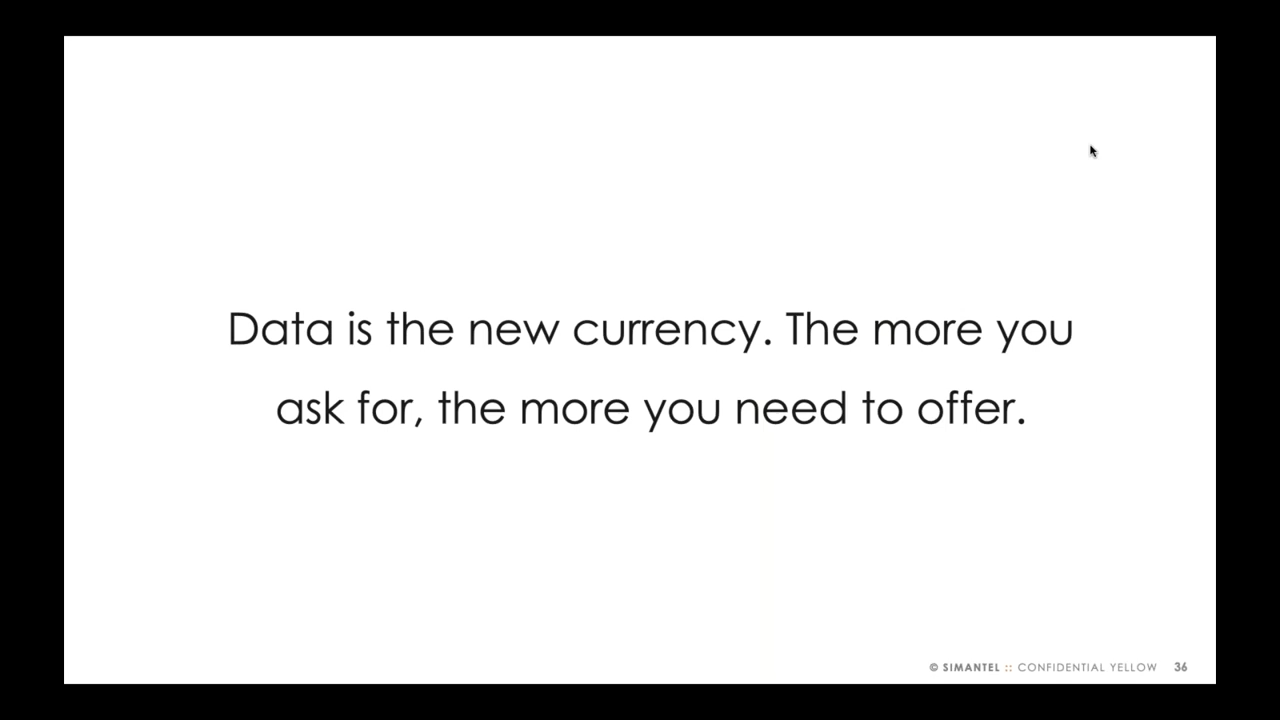 Data is the new currency. The more you
ask for, the more you need to offer.
© SIMANTEL :: CONFIDENTIAL YELLOW 36